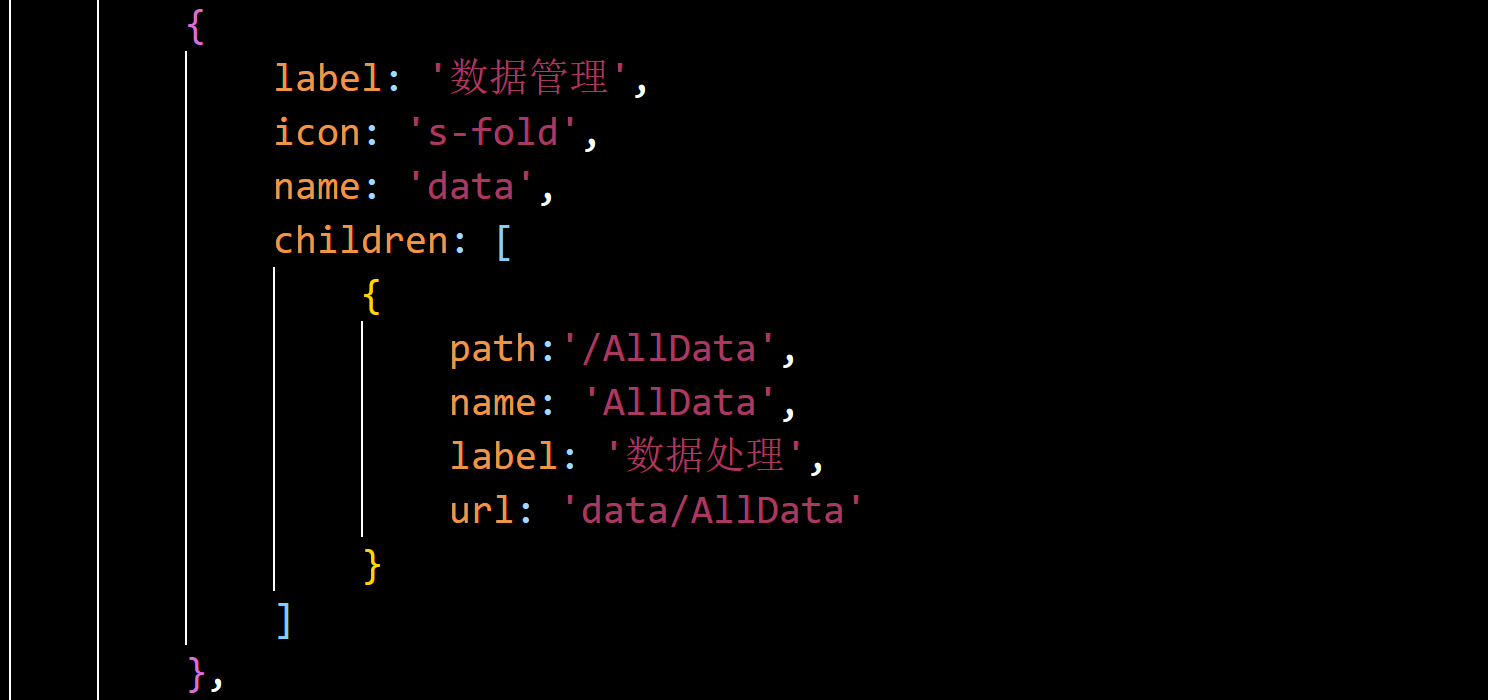 {
label: '数据管理',
icon: 's-fold',
name: 'data',
children: [
{
path:'/AllData',
name: 'AllData',
label: '数据处理',
url: 'data/AllData'
}
]
},